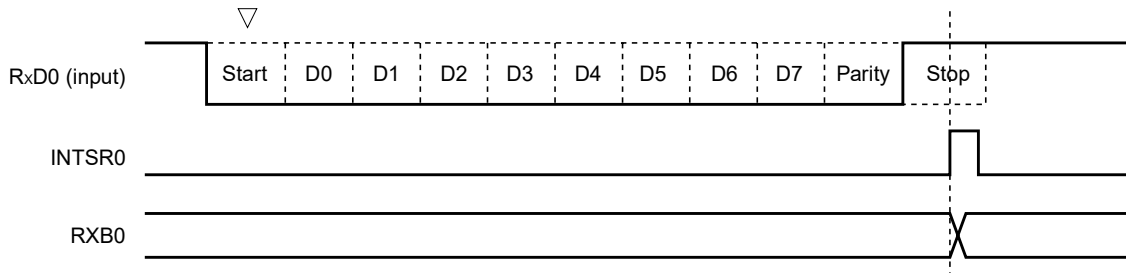 RxD0 (input) Start D0 D1 D2 D3 D4 D5 D6 D7 Parity Stop
INTSR0
RXB0